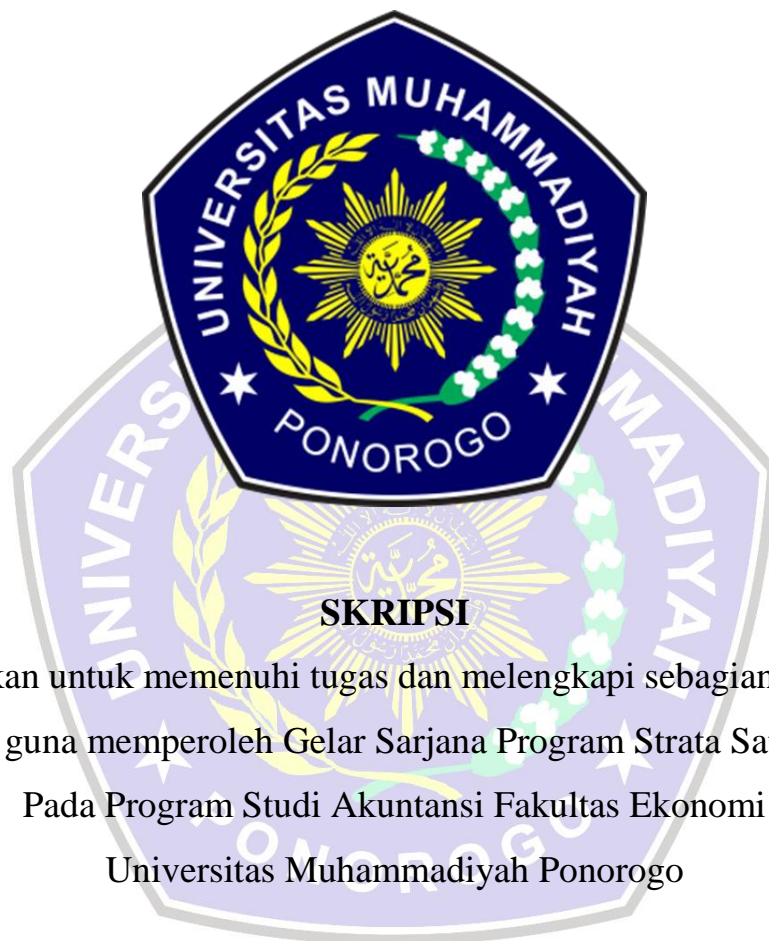 UNIVERSITAS MUHAMMADIYAH
PONOROGO
SKRIPSI
kan untuk memenuhi tugas dan melengkapi sebagian
guna memperoleh Gelar Sarjana Program Strata Sa
Pada Program Studi Akuntansi Fakultas Ekonomi
Universitas Muhammadiyah Ponorogo